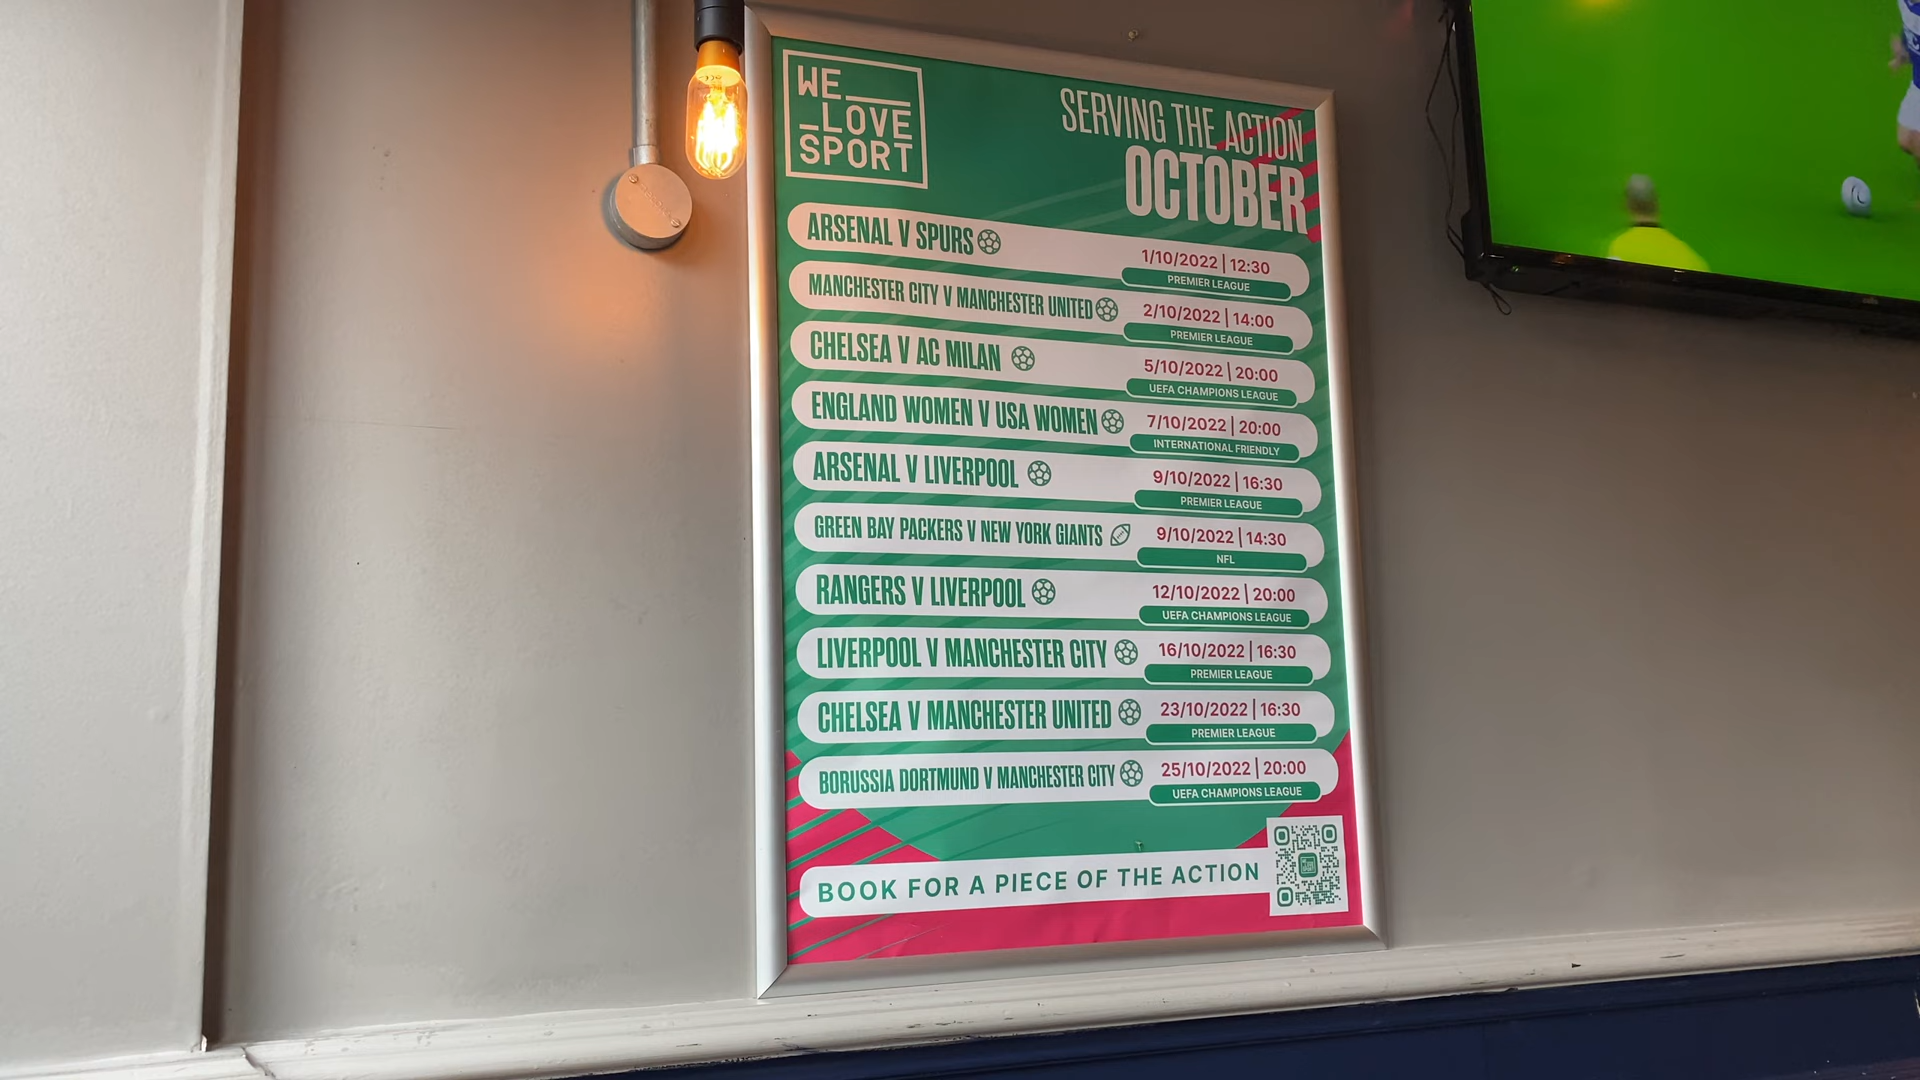 WE
LOVE
SPORT
SERVING THE ACTION
OCTOBER
ARSENAL V SPURS
1/10/2022 | 12:30
PREMIER LEAGUE
MANCHESTER CITY V MANCHESTER UNITED
2/10/2022 | 14:00
PREMIER LEAGUE
CHELSEA V AC MILAN
5/10/2022 | 20:00
UEFA CHAMPIONS LEAGUE
ENGLAND WOMEN V USA WOMEN
7/10/2022 | 20:00
INTERNATIONAL FRIENDLY
ARSENAL V LIVERPOOL
9/10/2022 | 16:30
PREMIER LEAGUE
GREEN BAY PACKERS V NEW YORK GIANTS
9/10/2022 | 14:30
NFL
RANGERS V LIVERPOOL
12/10/2022 | 20:00
UEFA CHAMPIONS LEAGUE
LIVERPOOL V MANCHESTER CITY
16/10/2022 | 16:30
PREMIER LEAGUE
CHELSEA V MANCHESTER UNITED
23/10/2022 | 16:30
PREMIER LEAGUE
BORUSSIA DORTMUND V MANCHESTER CITY
25/10/2022 | 20:00
UEFA CHAMPIONS LEAGUE
BOOK FOR A PIECE OF THE ACTION